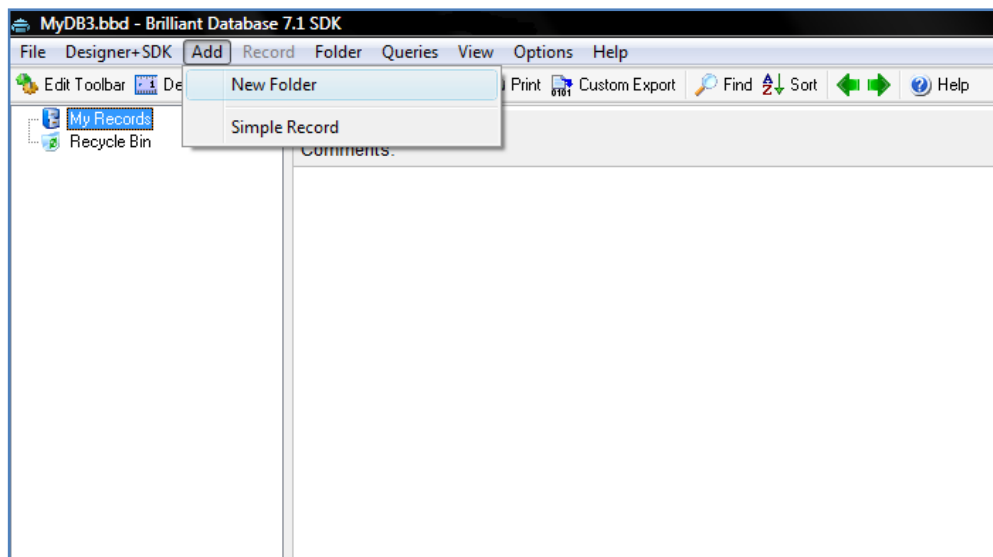 MyDB3.bbd - Brilliant Database 7.1 SDK
File Designer+SDK Add Record Folder Queries View Options Help
Edit Toolbar De Print Custom Export Find Sort Help
New Folder
My Records
Simple Record
Recycle Bin
Comments: